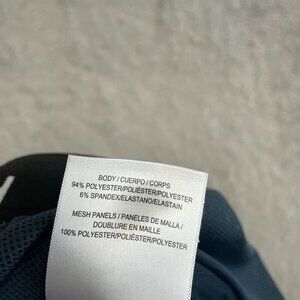 BODY / CUERPO / CORPS
94% POLYESTER/POLIÉSTER/POLYESTER
6% SPANDEX/ELASTANO/ELASTAIN
MESH PANELS / PANELES DE MALLA /
DOUBLURE EN MAILLE
100% POLYESTER/POLIÉSTER/POLYESTER